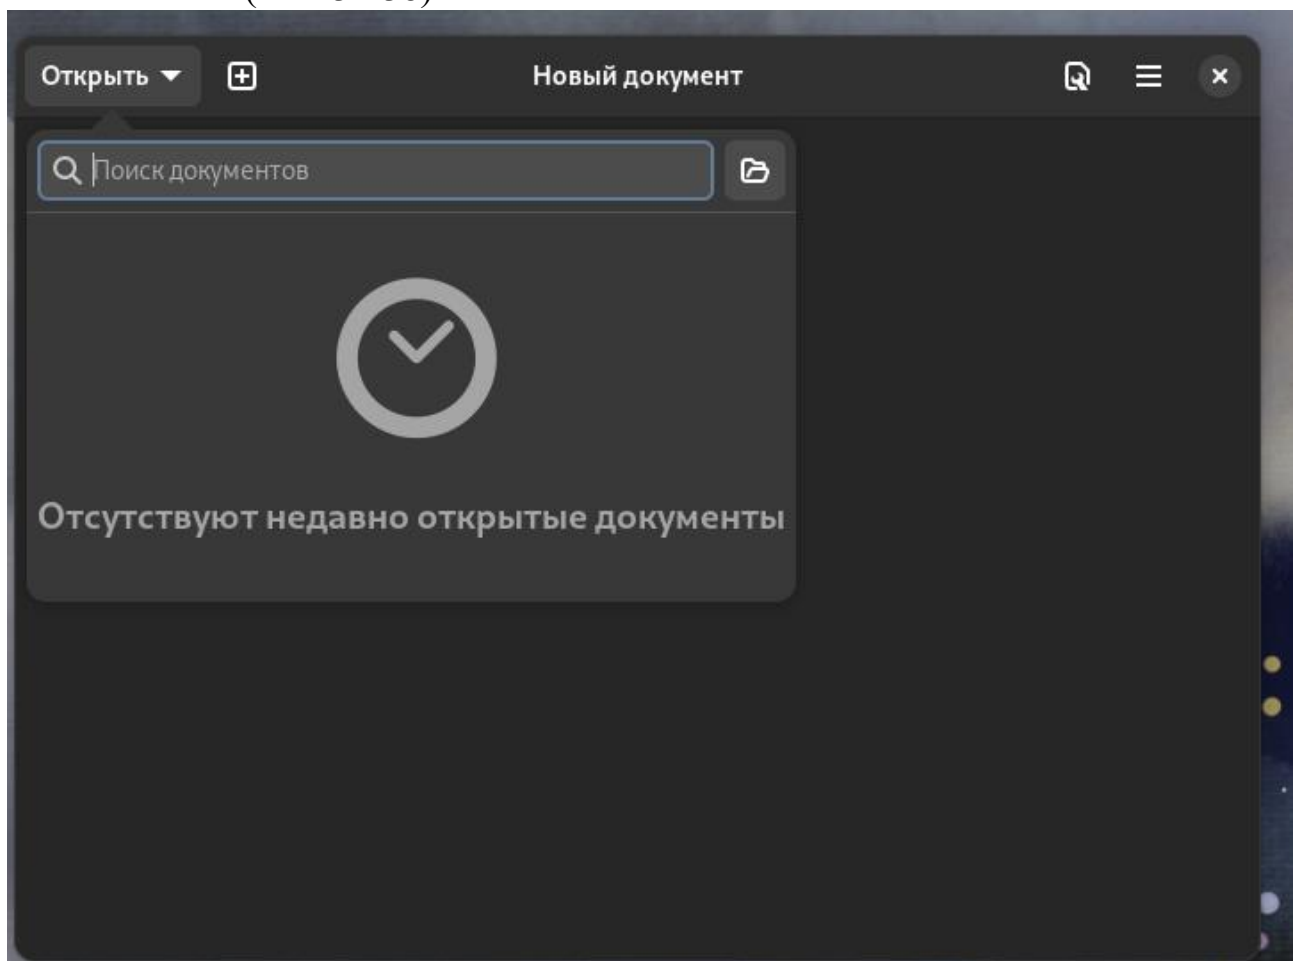 Открыть
Новый документ
Поиск документов
Отсутствуют недавно открытые документы